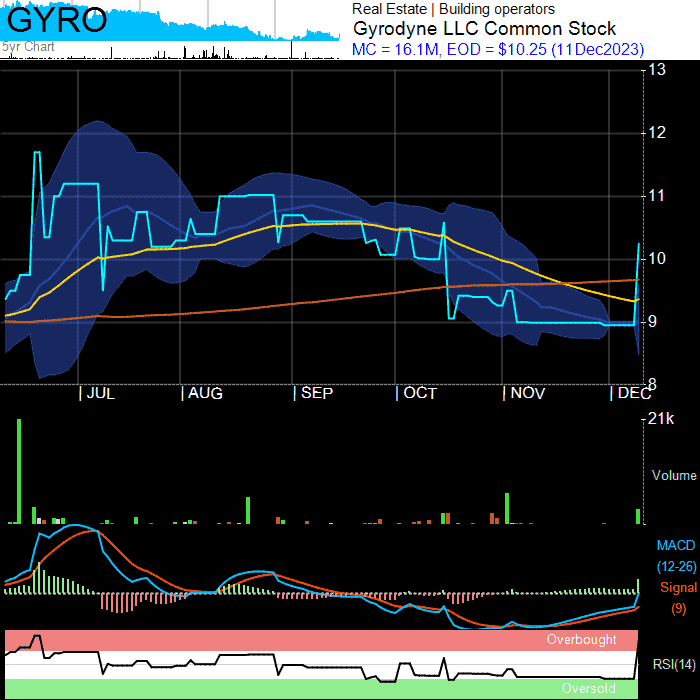 GYRO
5yr Chart
Real Estate | Building operators
Gyrodyne LLC Common Stock
MC = 16.1M, EOD = $10.25 (11Dec2023)
13
12
11
10
9
8
| JUL | AUG | SEP | OCT | NOV | DEC
21k
Volume
MACD
(12-26)
Signal
(9)
Overbought
RSI(14)
Oversold